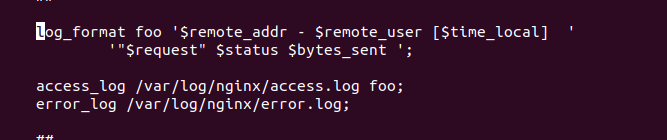 ##
log_format foo '$remote_addr - $remote_user [$time_local]  '
        '"$request" $status $bytes_sent ';
access_log /var/log/nginx/access.log foo;
error_log /var/log/nginx/error.log;
##